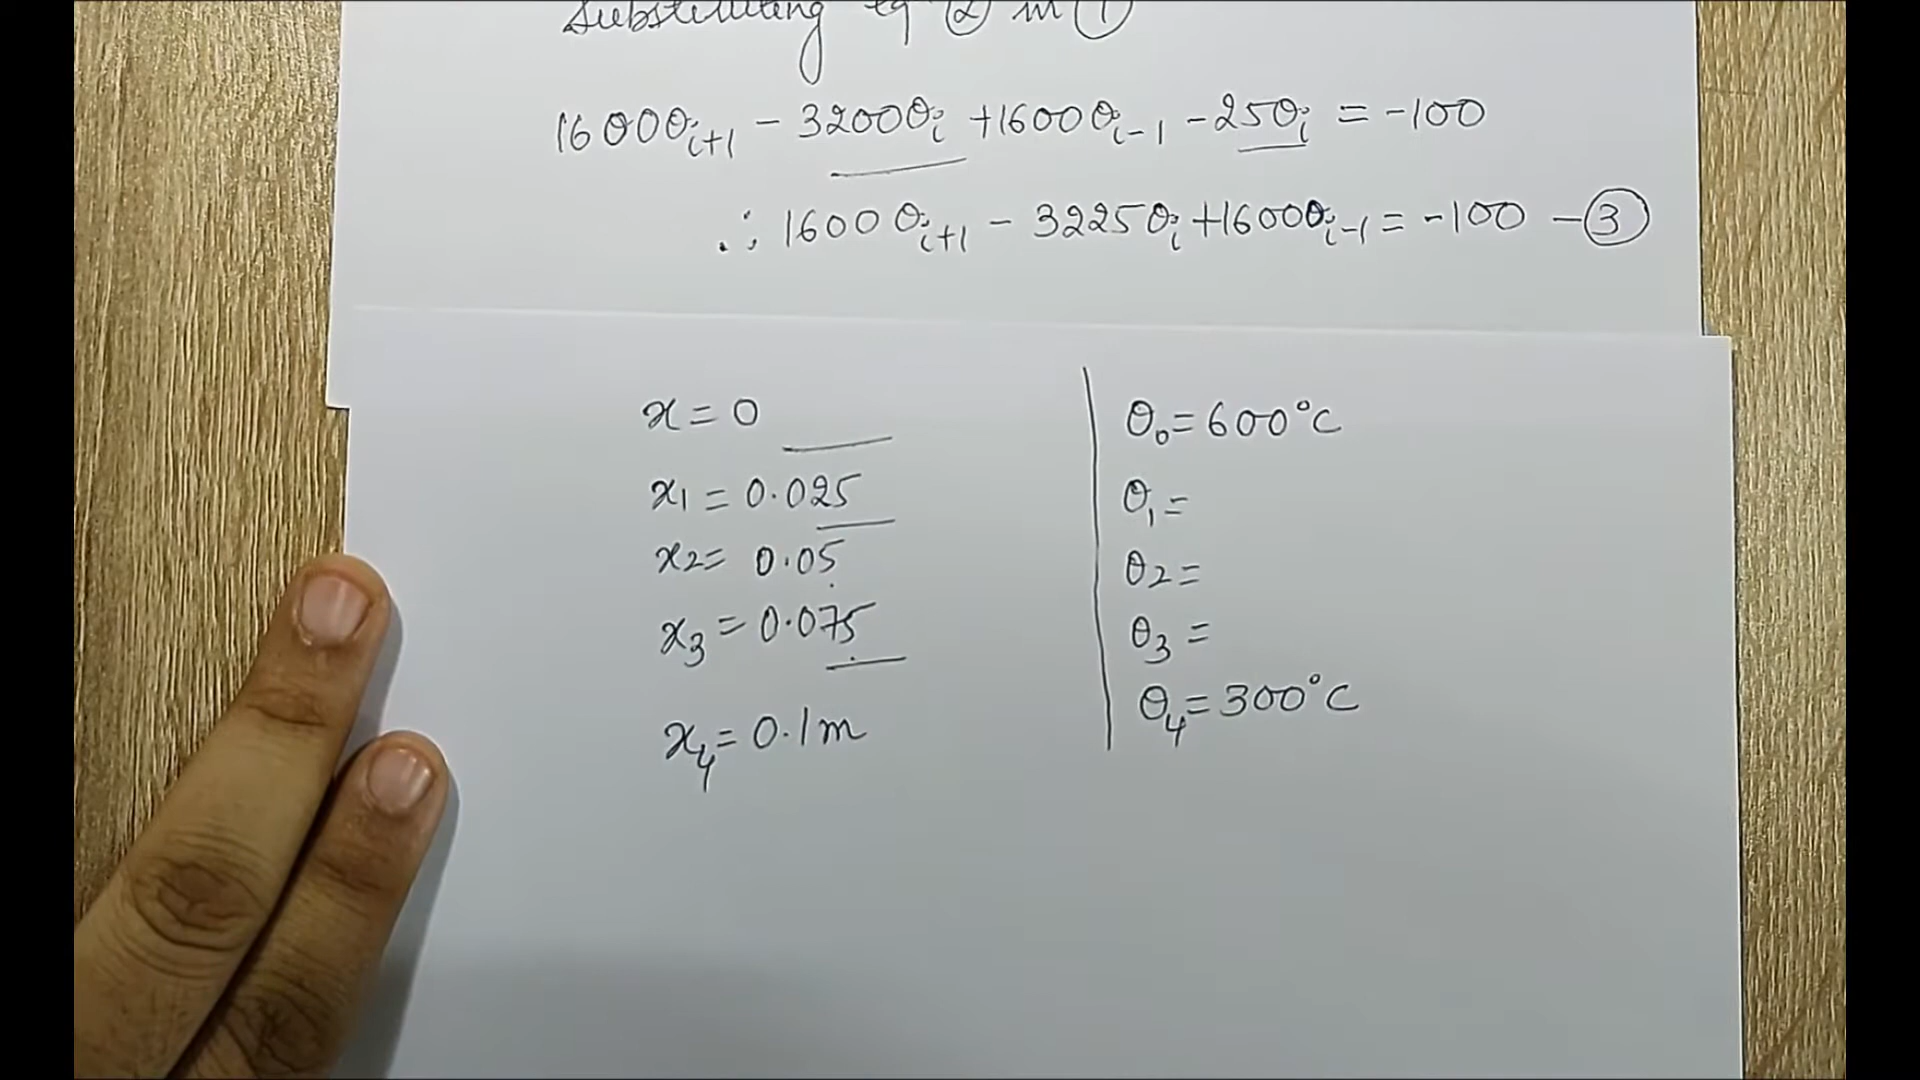 Substituting eq ② in ①
1600θᵢ₊₁ - 3200θᵢ + 1600θᵢ₋₁ - 25θᵢ = -100
∴ 1600θᵢ₊₁ - 3225θᵢ + 1600θᵢ₋₁ = -100 - ③
x = 0
x1 = 0.025
x2 = 0.05
x₃ = 0.075
x₄ = 0.1m
θ₀ = 600°C
θ₁ =
θ2 =
θ₃ =
θ₄ = 300°C